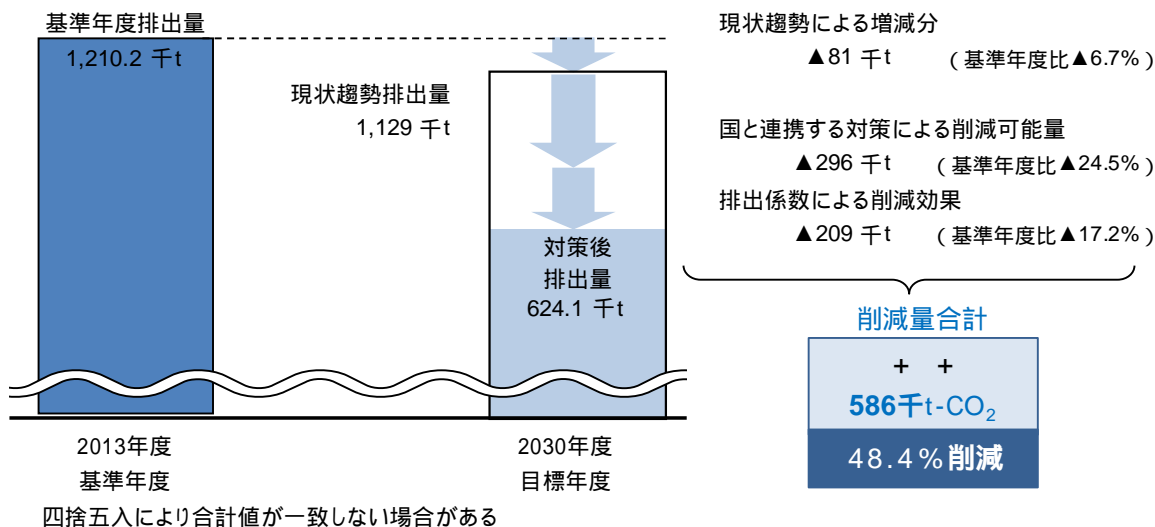 基準年度排出量
1,210.2 千t
現状趨勢排出量
1,129 千t
対策後
排出量
624.1 千t
2013年度
基準年度
2030年度
目標年度
四捨五入により合計値が一致しない場合がある
現状趨勢による増減分
▲81 千t （基準年度比▲6.7%）
国と連携する対策による削減可能量
▲296 千t （基準年度比▲24.5%）
排出係数による削減効果
▲209 千t （基準年度比▲17.2%）
削減量合計
+ +
586千t-CO₂
48.4%削減